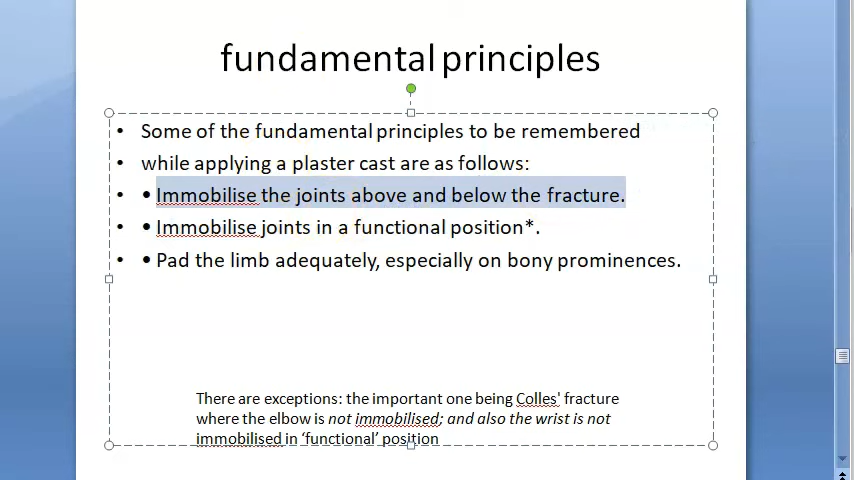 fundamental principles
• Some of the fundamental principles to be remembered
• while applying a plaster cast are as follows:
• • Immobilise the joints above and below the fracture.
• • Immobilise joints in a functional position*.
• • Pad the limb adequately, especially on bony prominences.
There are exceptions: the important one being Colles' fracture
where the elbow is not immobilised; and also the wrist is not
immobilised in ‘functional’ position